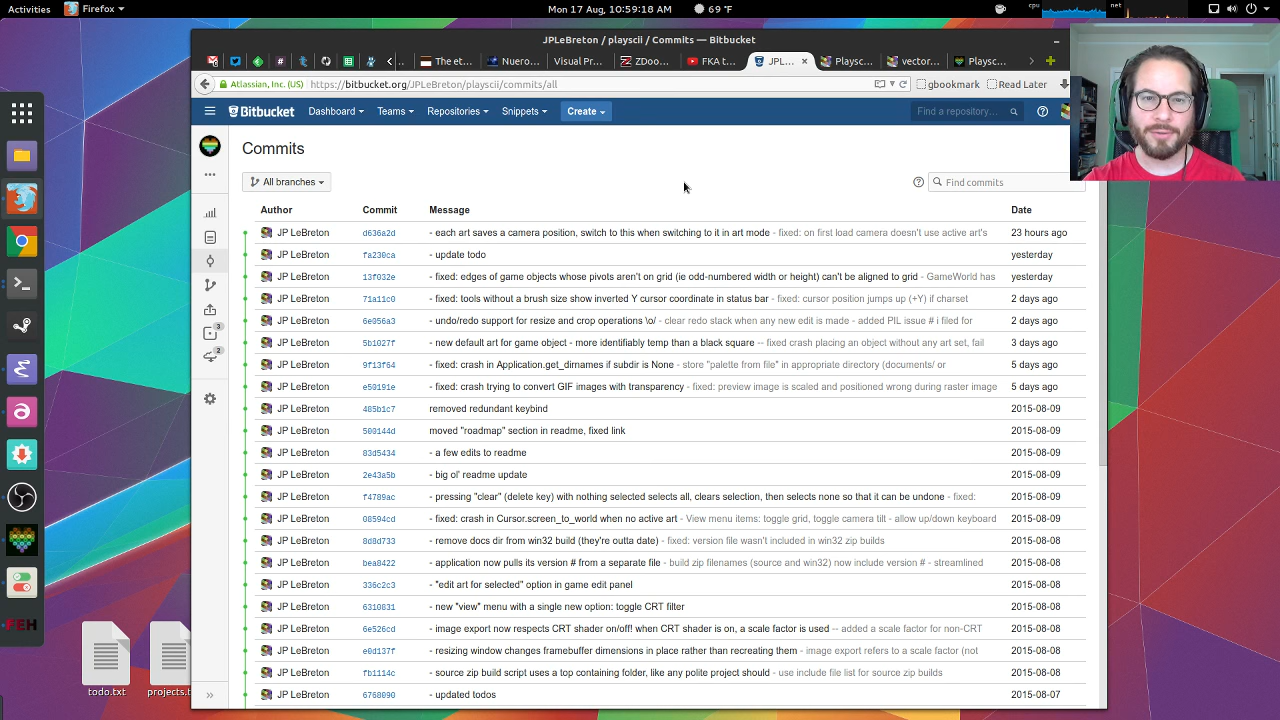 Activities Firefox Mon 17 Aug, 10:59:18 AM 69 °F cpu net
JPLeBreton / playscii / Commits — Bitbucket
The et... Nuero... Visual Pr... ZDoo... FKA t... JPL... Playsc... vector... Playsc...
Atlassian, Inc. (US) https://bitbucket.org/JPLeBreton/playscii/commits/all gbookmark Read Later
Bitbucket Dashboard Teams Repositories Snippets Create Find a repository...
Commits
All branches Find commits
Author Commit Message Date
JP LeBreton d636a2d - each art saves a camera position, switch to this when switching to it in art mode - fixed: on first load camera doesn't use active art's 23 hours ago
JP LeBreton fa230ca - update todo yesterday
JP LeBreton 13f032e - fixed: edges of game objects whose pivots aren't on grid (ie odd-numbered width or height) can't be aligned to grid - GameWorld has yesterday
JP LeBreton 71a11c0 - fixed: tools without a brush size show inverted Y cursor coordinate in status bar - fixed: cursor position jumps up (+Y) if charset 2 days ago
JP LeBreton 6e056a3 - undo/redo support for resize and crop operations \o/ - clear redo stack when any new edit is made - added PIL issue # i filed for 2 days ago
JP LeBreton 5b1027f - new default art for game object - more identifiably temp than a black square -- fixed crash placing an object without any art set, fail 3 days ago
JP LeBreton 9f13f64 - fixed: crash in Application.get_dirnames if subdir is None - store "palette from file" in appropriate directory (documents/ or 5 days ago
JP LeBreton e50191e - fixed: crash trying to convert GIF images with transparency - fixed: preview image is scaled and positioned wrong during raster image 5 days ago
JP LeBreton 485b1c7 removed redundant keybind 2015-08-09
JP LeBreton 500144d moved "roadmap" section in readme, fixed link 2015-08-09
JP LeBreton 83d5434 - a few edits to readme 2015-08-09
JP LeBreton 2e43a5b - big ol' readme update 2015-08-09
JP LeBreton f4789ac - pressing "clear" (delete key) with nothing selected selects all, clears selection, then selects none so that it can be undone - fixed: 2015-08-09
JP LeBreton 08594cd - fixed: crash in Cursor.screen_to_world when no active art - View menu items: toggle grid, toggle camera tilt - allow up/down keyboard 2015-08-09
JP LeBreton 8d8d733 - remove docs dir from win32 build (they're outta date) - fixed: version file wasn't included in win zip builds 2015-08-08
JP LeBreton bea8422 - application now pulls its version # from a separate file - build zip filenames (source and win32) now include version # - streamlined 2015-08-08
JP LeBreton 336c2c3 - "edit art for selected" option in game edit panel 2015-08-08
JP LeBreton 6310831 - new "view" menu with a single new option: toggle CRT filter 2015-08-08
JP LeBreton 6e526cd - image export now respects CRT shader on/off! when CRT shader is on, a scale factor is used -- added a scale factor for non-CRT 2015-08-08
JP LeBreton e0d137f - resizing window changes framebuffer dimensions in place rather than recreating them - image export refers to a scale factor (not 2015-08-08
JP LeBreton fb1114c - source zip build script uses a top containing folder, like any polite project should - use include file list for source zip builds 2015-08-08
JP LeBreton 6768090 - updated todos 2015-08-07
3
2
FEH
todo.txt projects.t